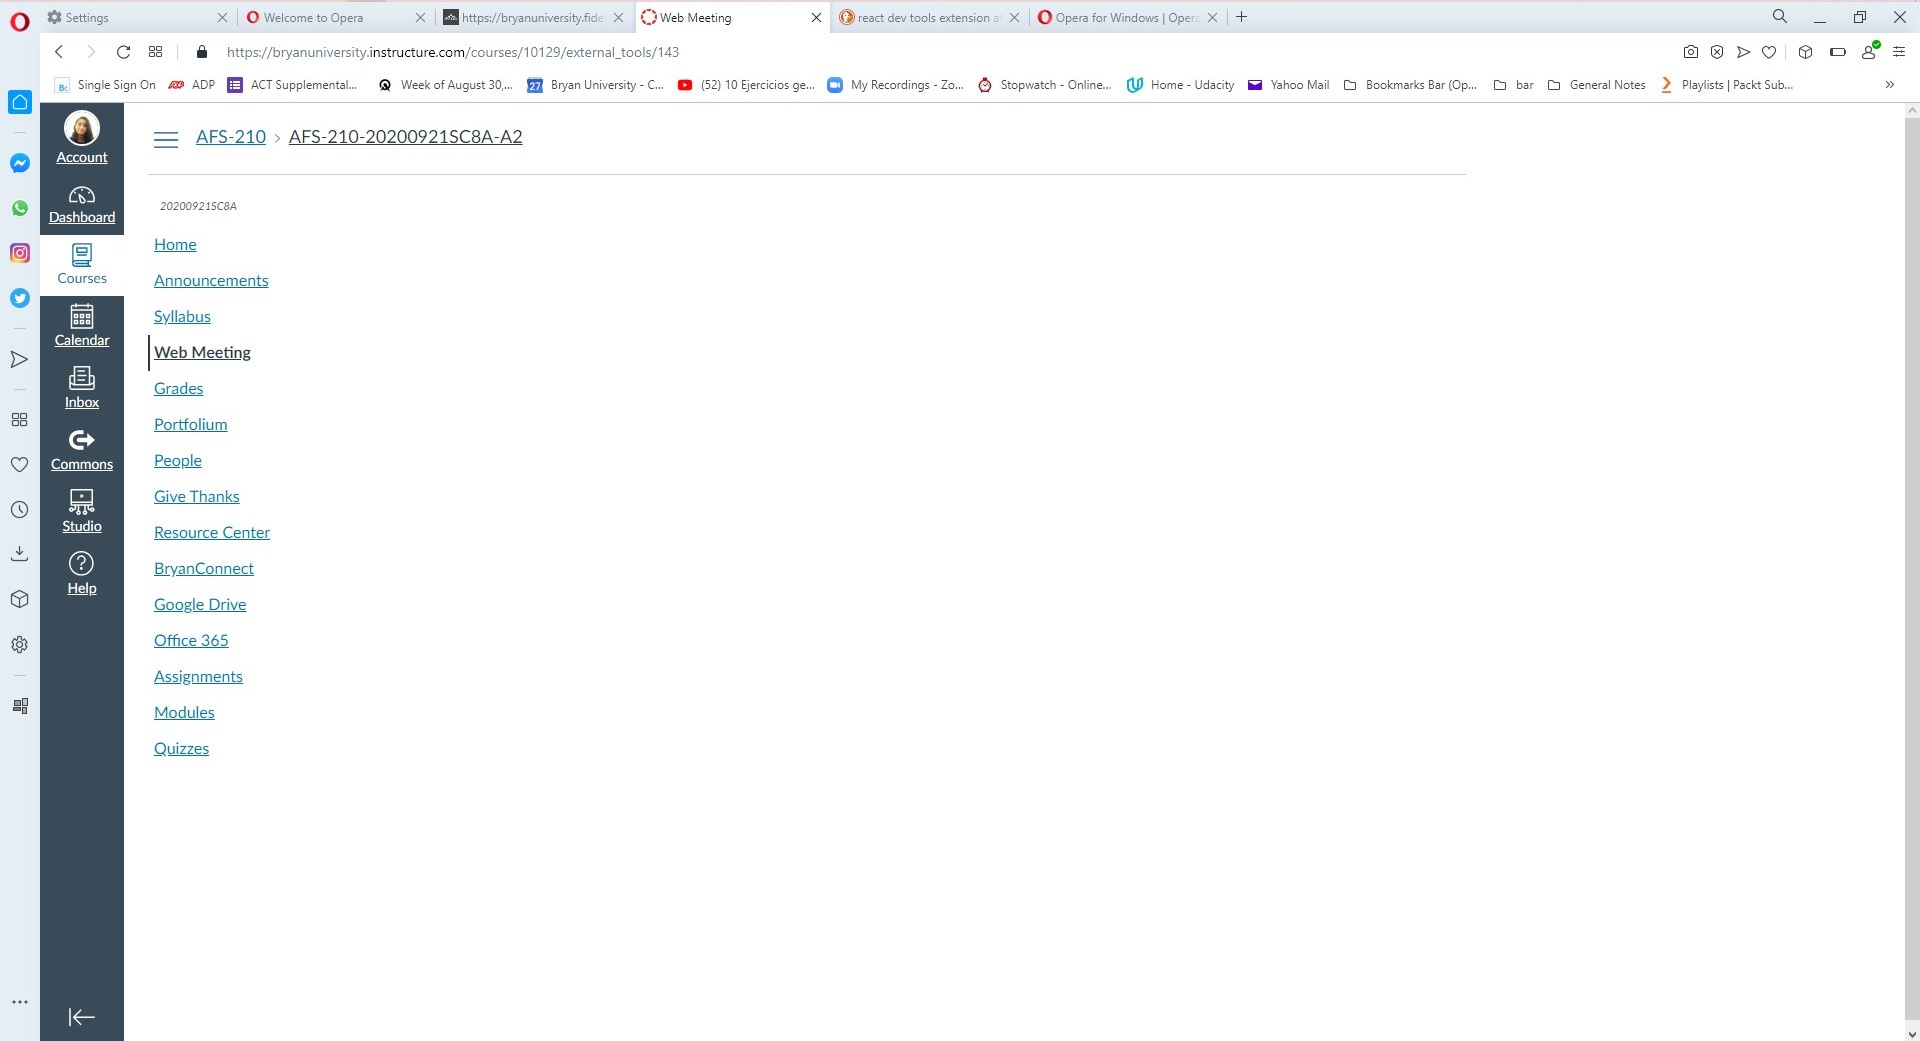 Settings
Welcome to Opera
https://bryanuniversity.fide
Web Meeting
react dev tools extension a
Opera for Windows | Opera
https://bryanuniversity.instructure.com/courses/10129/external_tools/143
Single Sign On
ADP
ACT Supplemental...
Week of August 30,...
27
Bryan University - C...
(52) 10 Ejercicios ge...
My Recordings - Zo...
Stopwatch - Online...
Home - Udacity
Yahoo Mail
Bookmarks Bar (Op...
bar
General Notes
Playlists | Packt Sub...
Account
Dashboard
Courses
Calendar
Inbox
Commons
Studio
Help
AFS-210 › AFS-210-20200921SC8A-A2
20200921SC8A
Home
Announcements
Syllabus
Web Meeting
Grades
Portfolium
People
Give Thanks
Resource Center
BryanConnect
Google Drive
Office 365
Assignments
Modules
Quizzes